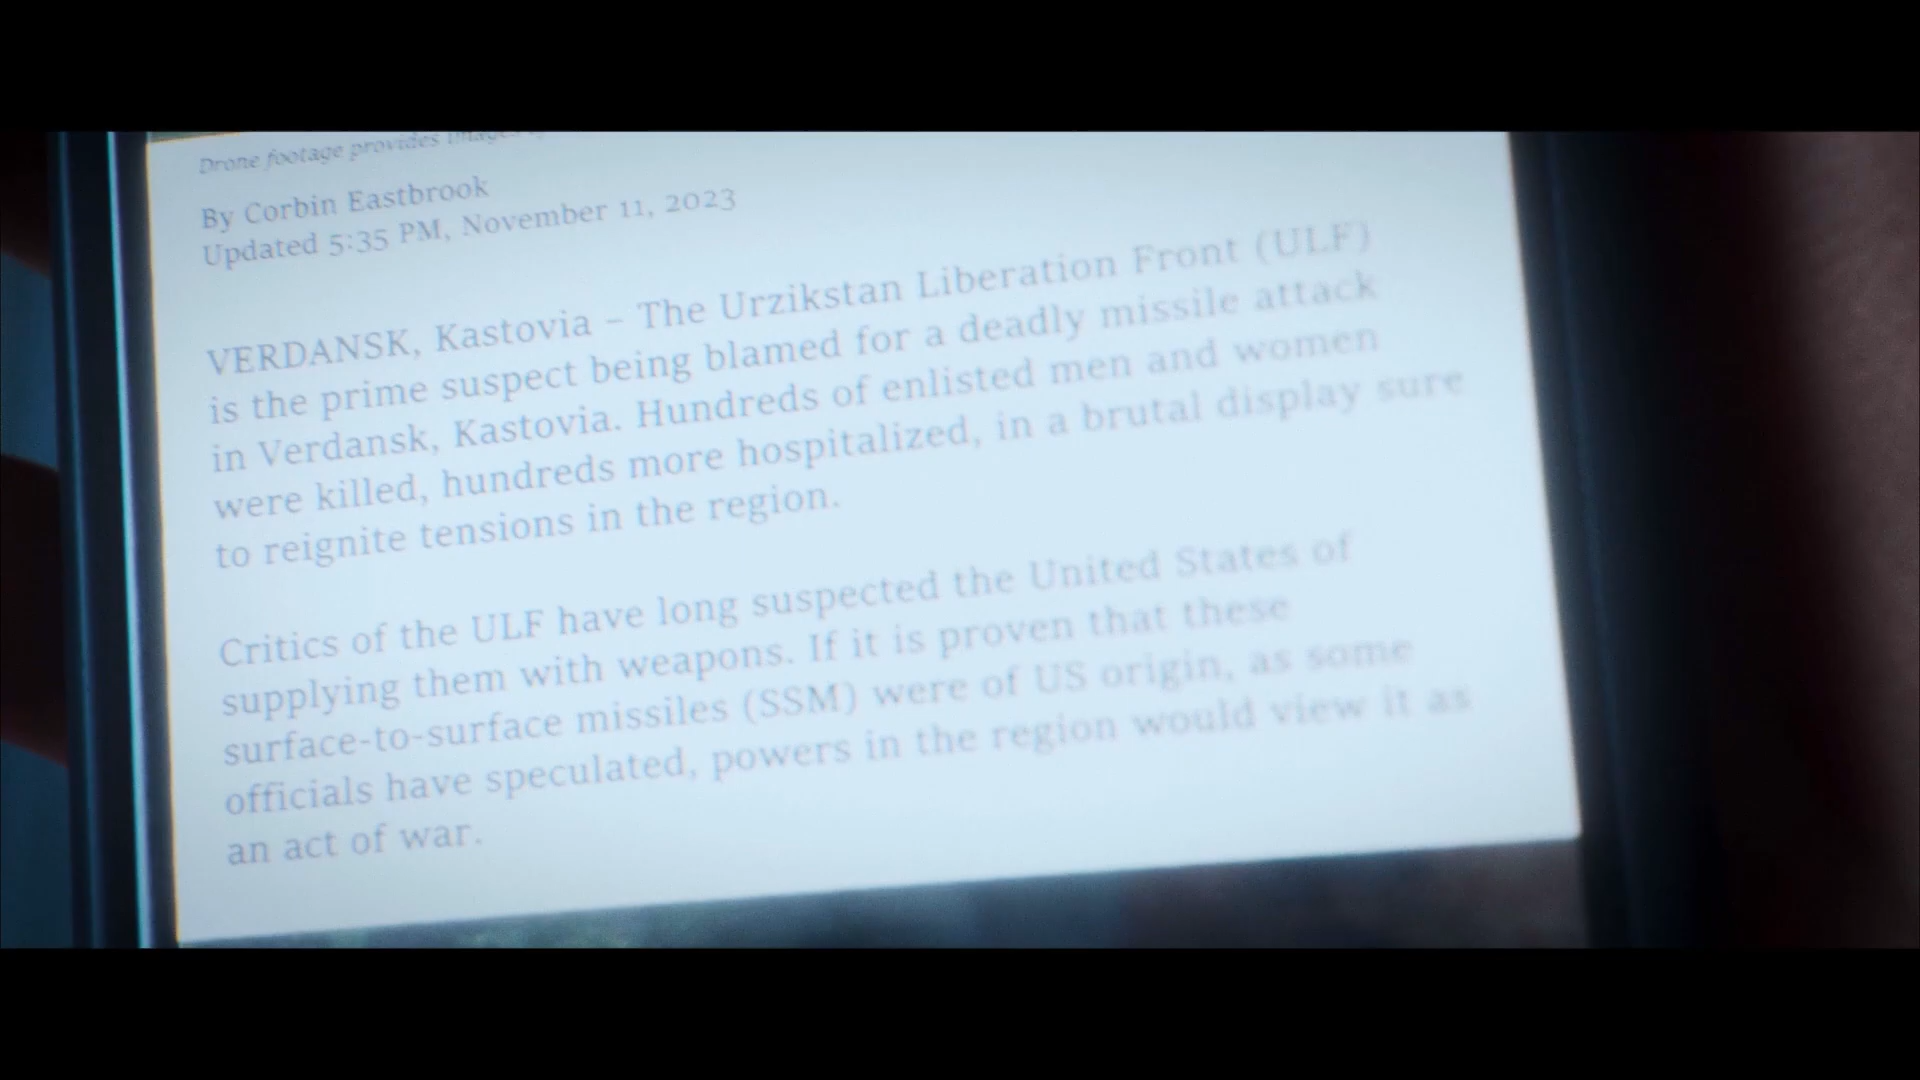 Drone footage provides images
By Corbin Eastbrook
Updated 5:35 PM, November 11, 2023
VERDANSK, Kastovia – The Urzikstan Liberation Front (ULF)
is the prime suspect being blamed for a deadly missile attack
in Verdansk, Kastovia. Hundreds of enlisted men and women
were killed, hundreds more hospitalized, in a brutal display sure
to reignite tensions in the region.
Critics of the ULF have long suspected the United States of
supplying them with weapons. If it is proven that these
surface-to-surface missiles (SSM) were of US origin, as some
officials have speculated, powers in the region would view it as
an act of war.